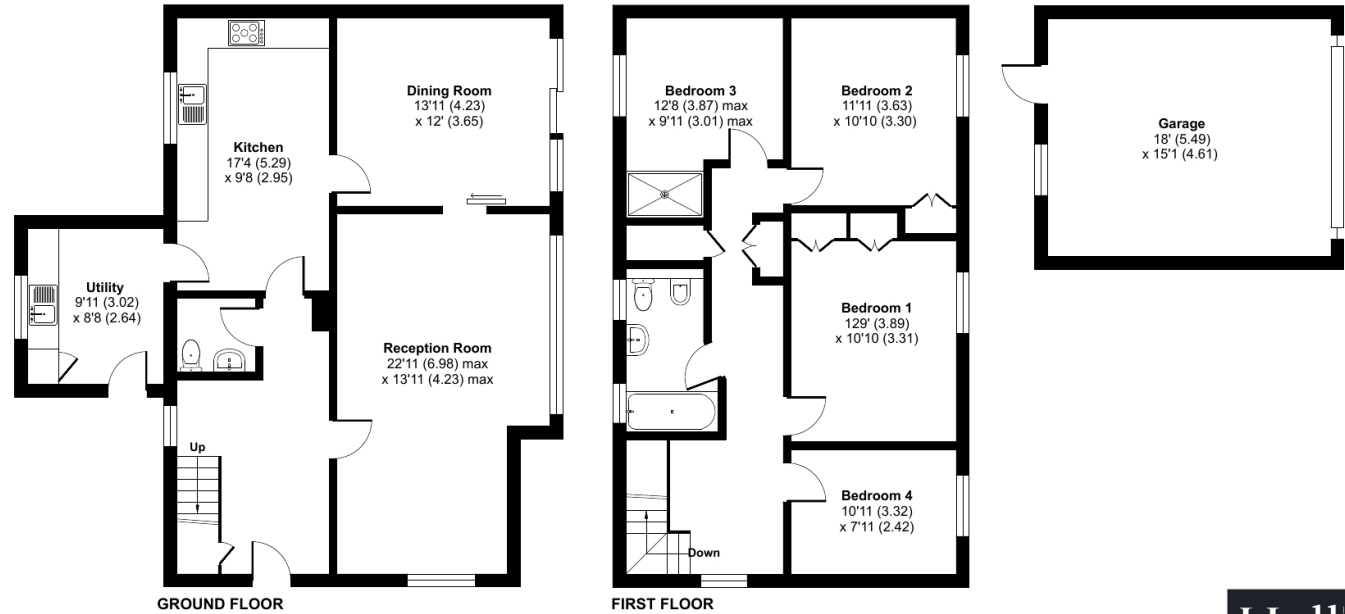 Dining Room
13'11 (4.23)
x 12' (3.65)
Kitchen
17'4 (5.29)
x 9'8 (2.95)
Utility
9'11 (3.02)
x 8'8 (2.64)
Reception Room
22'11 (6.98) max
x 13'11 (4.23) max
Up
GROUND FLOOR
Bedroom 3
12'8 (3.87) max
x 9'11 (3.01) max
Bedroom 2
11'11 (3.63)
x 10'10 (3.30)
Bedroom 1
129' (3.89)
x 10'10 (3.31)
Bedroom 4
10'11 (3.32)
x 7'11 (2.42)
Down
FIRST FLOOR
Garage
18' (5.49)
x 15'1 (4.61)